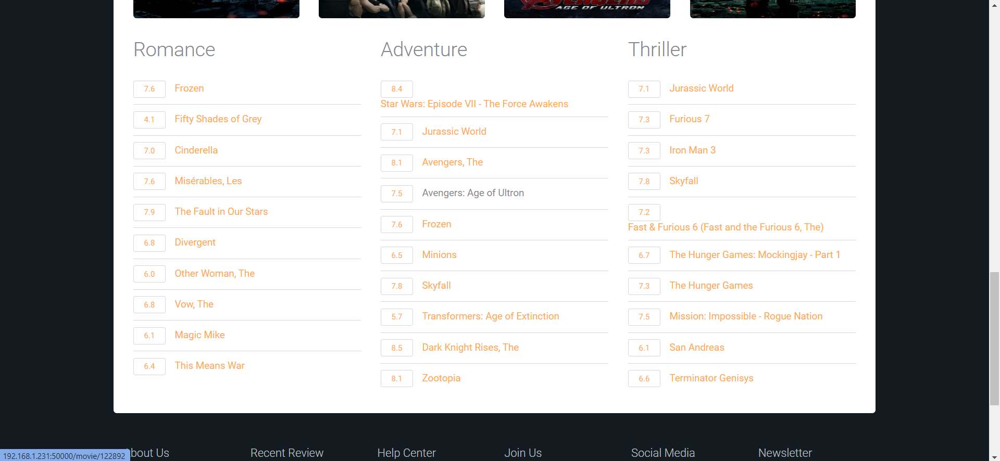 AGE OF ULTRON
Romance
7.6 Frozen
4.1 Fifty Shades of Grey
7.0 Cinderella
7.6 Misérables, Les
7.9 The Fault in Our Stars
6.8 Divergent
6.0 Other Woman, The
6.8 Vow, The
6.1 Magic Mike
6.4 This Means War
Adventure
8.4
Star Wars: Episode VII - The Force Awakens
7.1 Jurassic World
8.1 Avengers, The
7.5 Avengers: Age of Ultron
7.6 Frozen
6.5 Minions
7.8 Skyfall
5.7 Transformers: Age of Extinction
8.5 Dark Knight Rises, The
8.1 Zootopia
Thriller
7.1 Jurassic World
7.3 Furious 7
7.3 Iron Man 3
7.8 Skyfall
7.2
Fast & Furious 6 (Fast and the Furious 6, The)
6.7 The Hunger Games: Mockingjay - Part 1
7.3 The Hunger Games
7.5 Mission: Impossible - Rogue Nation
6.1 San Andreas
6.6 Terminator Genisys
bout Us Recent Review Help Center Join Us Social Media Newsletter
192.168.1.231:50000/movie/122892